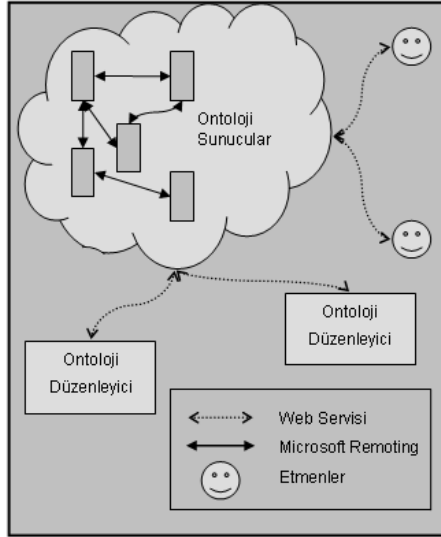 Ontoloji
Sunucular
Ontoloji
Düzenleyici
Ontoloji
Düzenleyici
Web Servisi
Microsoft Remoting
Etmenler